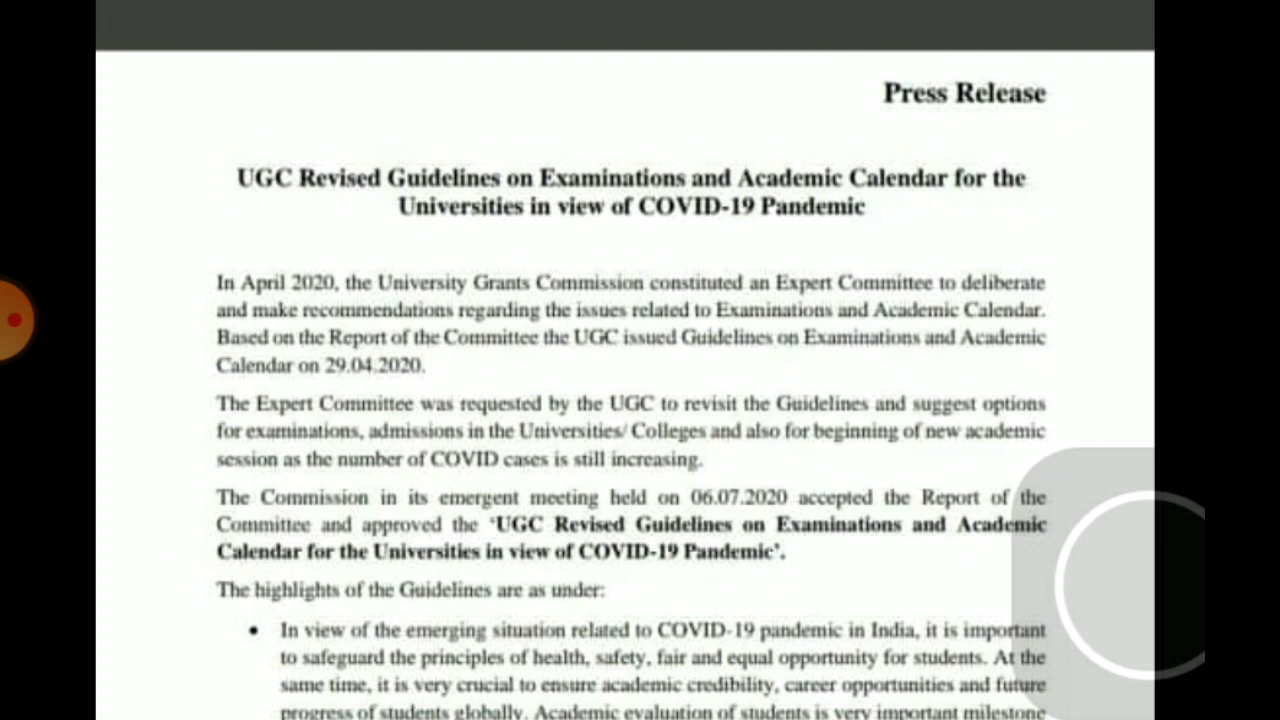 Press Release
UGC Revised Guidelines on Examinations and Academic Calendar for the
Universities in view of COVID-19 Pandemic
In April 2020, the University Grants Commission constituted an Expert Committee to deliberate
and make recommendations regarding the issues related to Examinations and Academic Calendar.
Based on the Report of the Committee the UGC issued Guidelines on Examinations and Academic
Calendar on 29.04.2020.
The Expert Committee was requested by the UGC to revisit the Guidelines and suggest options
for examinations, admissions in the Universities/ Colleges and also for beginning of new academic
session as the number of COVID cases is still increasing.
The Commission in its emergent meeting held on 06.07.2020 accepted the Report of the
Committee and approved the 'UGC Revised Guidelines on Examinations and Academic
Calendar for the Universities in view of COVID-19 Pandemic'.
The highlights of the Guidelines are as under:
• In view of the emerging situation related to COVID-19 pandemic in India, it is important
to safeguard the principles of health, safety, fair and equal opportunity for students. At the
same time, it is very crucial to ensure academic credibility, career opportunities and future
progress of students globally. Academic evaluation of students is very important milestone